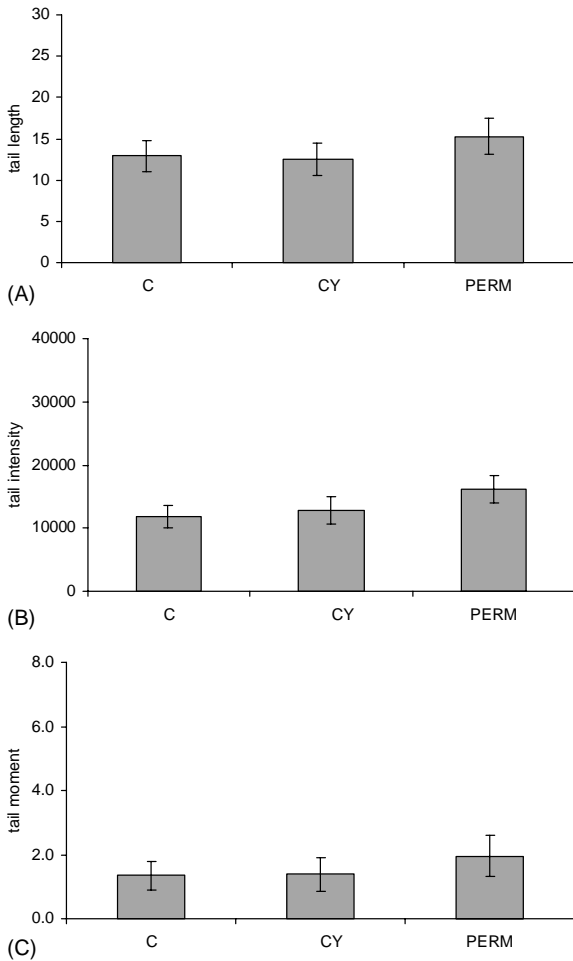 30
25
20
15
10
5
0
tail length
C CY PERM
(A)
40000
30000
20000
10000
0
tail intensity
C CY PERM
(B)
8.0
6.0
4.0
2.0
0.0
tail moment
C CY PERM
(C)